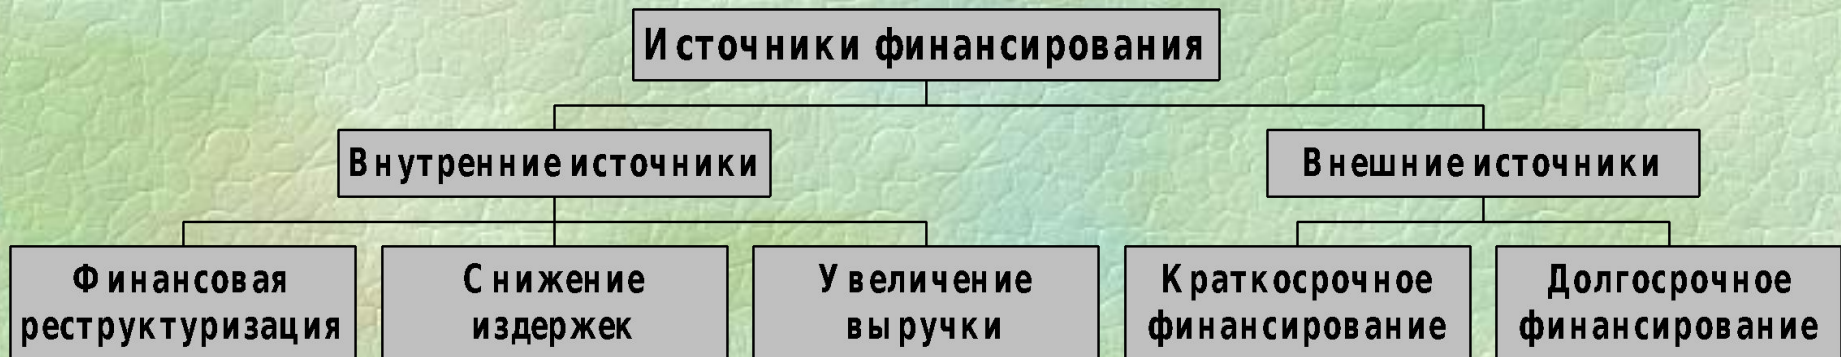 Источники финансирования
Внутренние источники
Внешние источники
Финансовая
реструктуризация
Снижение
издержек
Увеличение
выручки
Краткосрочное
финансирование
Долгосрочное
финансирование